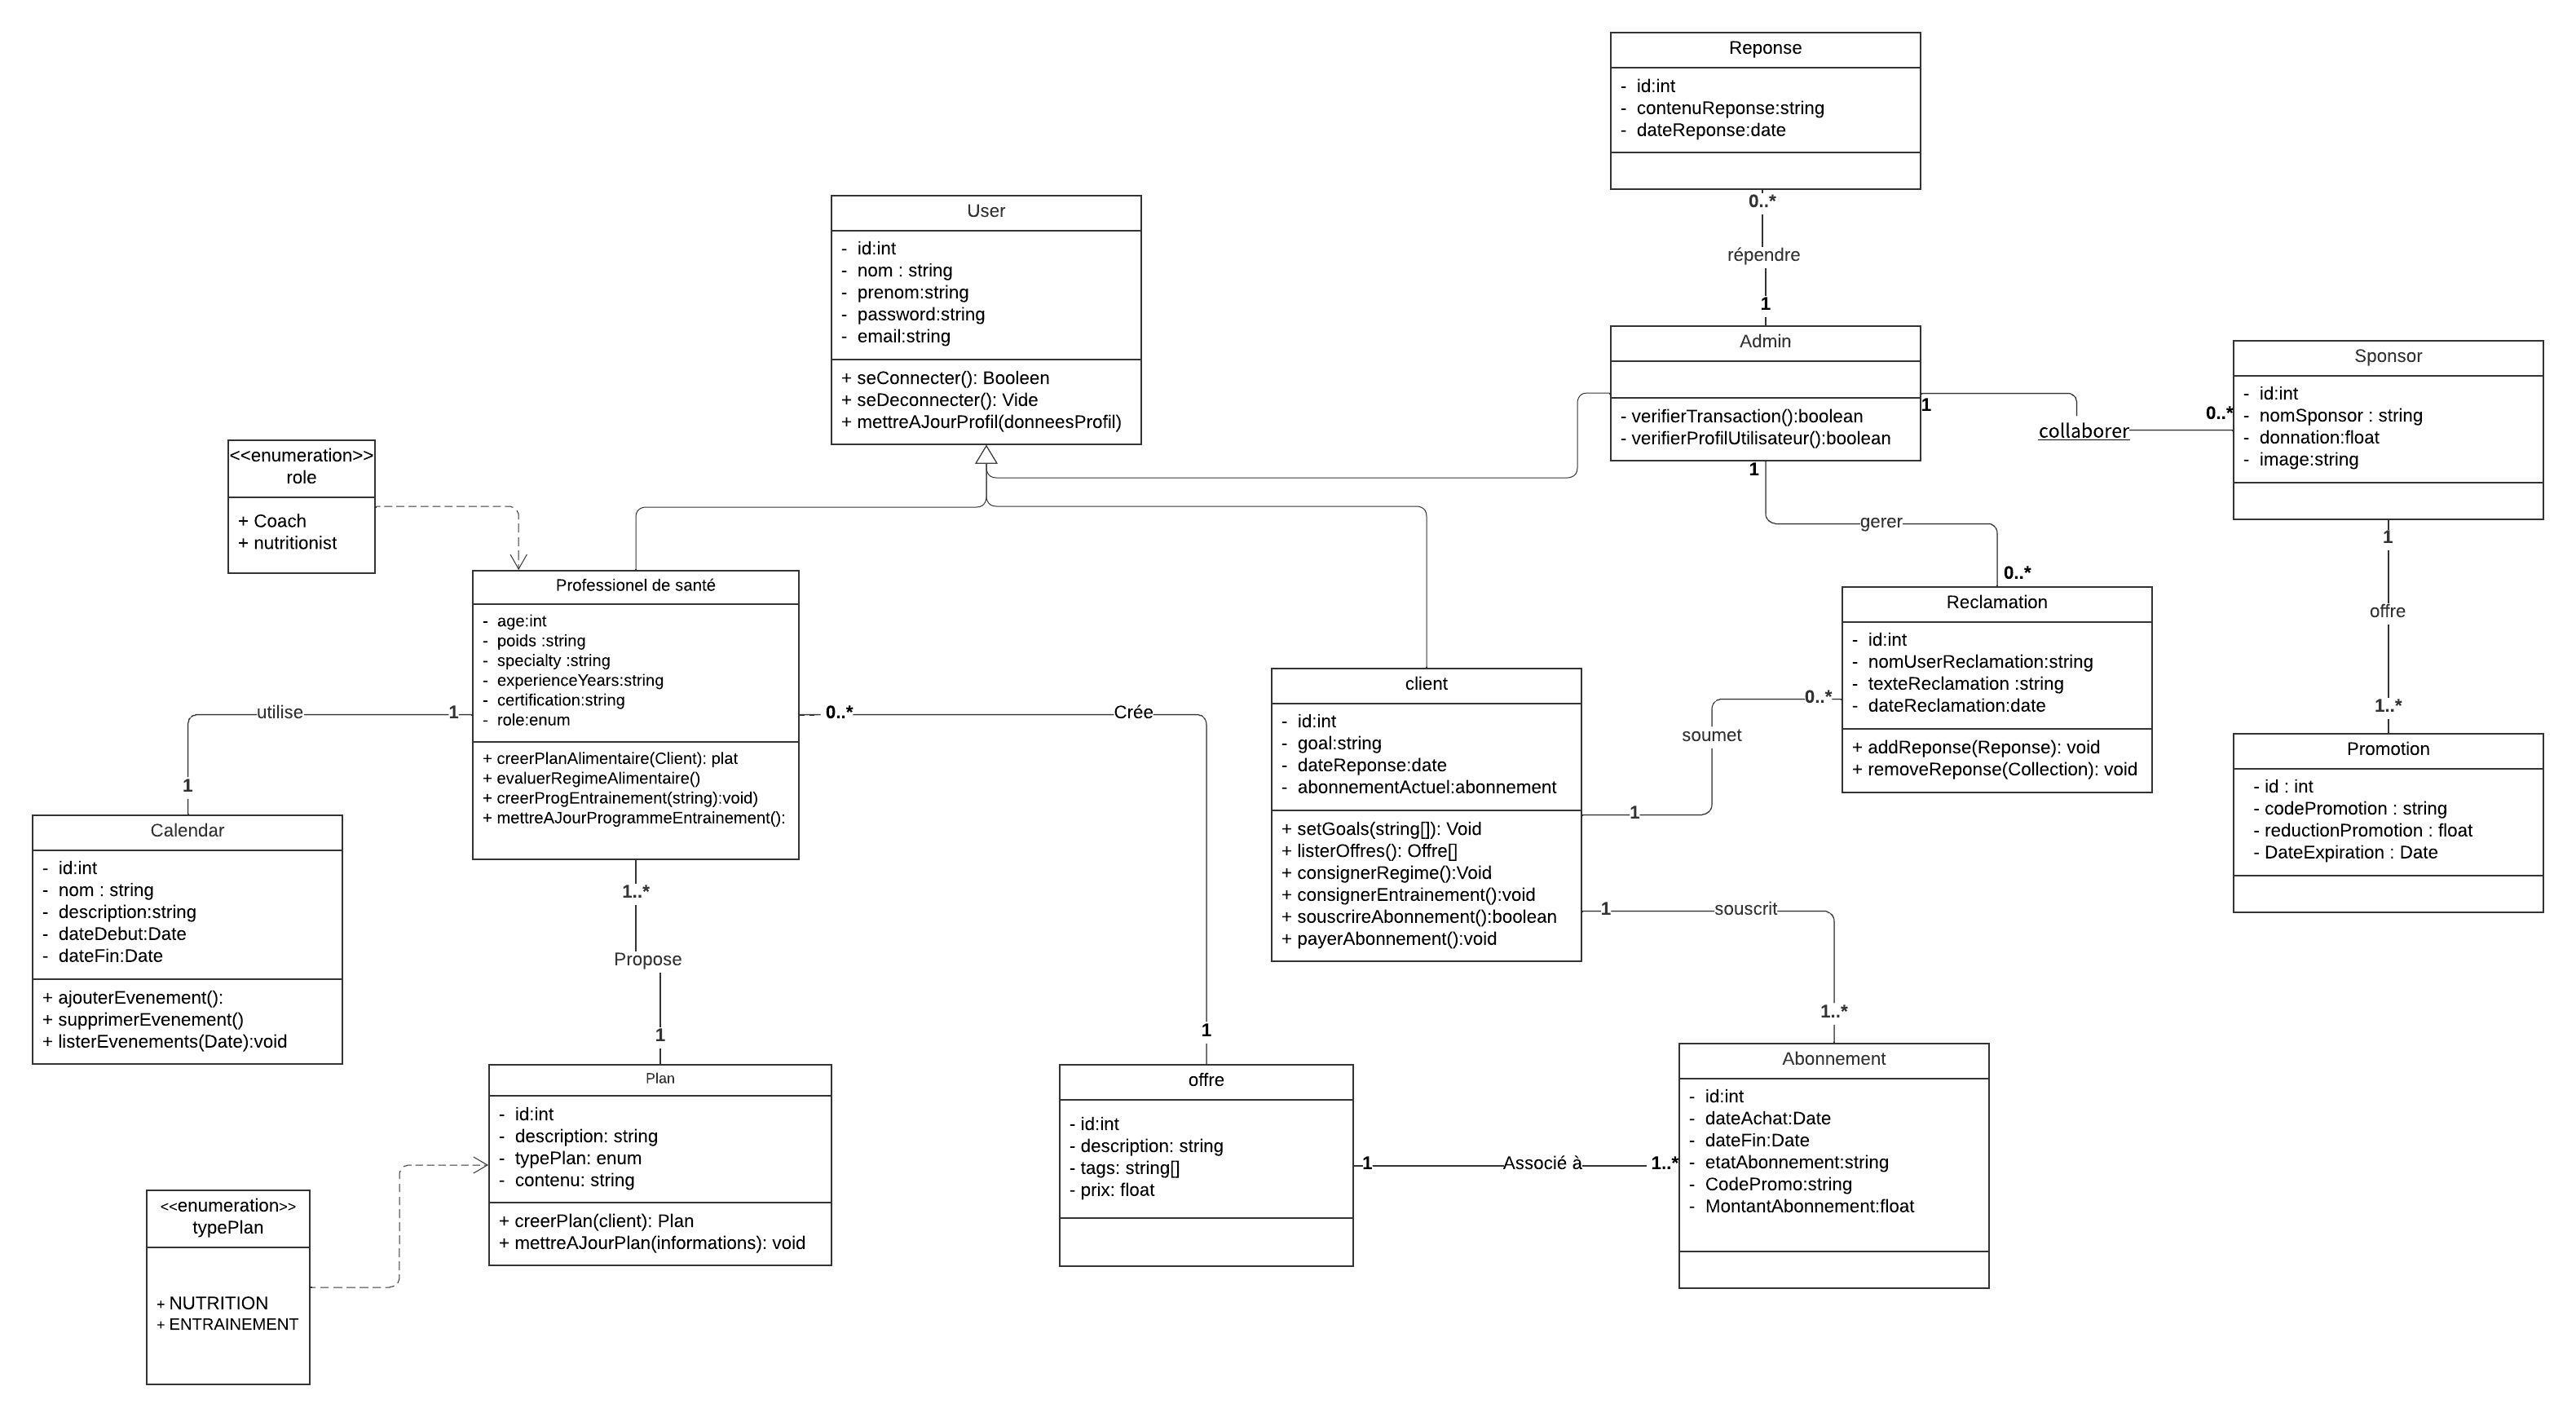 Reponse
- id:int
- contenuReponse:string
- dateReponse:date
0..*
répendre
1
User
- id:int
- nom : string
- prenom:string
- password:string
- email:string
+ seConnecter(): Booleen
+ seDeconnecter(): Vide
+ mettreAJourProfil(donneesProfil)
Admin
- verifierTransaction():boolean
- verifierProfilUtilisateur():boolean
1
collaborer
0..*
Sponsor
- id:int
- nomSponsor : string
- donnation:float
- image:string
1
gerer
0..*
1
offre
1..*
<<enumeration>>
role
+ Coach
+ nutritionist
Professionel de santé
- age:int
- poids :string
- specialty :string
- experienceYears:string
- certification:string
- role:enum
+ creerPlanAlimentaire(Client): plat
+ evaluerRegimeAlimentaire()
+ creerProgEntrainement(string):void)
+ mettreAJourProgrammeEntrainement():
utilise
1
1
0..*
Crée
1
Reclamation
- id:int
- nomUserReclamation:string
- texteReclamation :string
- dateReclamation:date
+ addReponse(Reponse): void
+ removeReponse(Collection): void
client
- id:int
- goal:string
- dateReponse:date
- abonnementActuel:abonnement
+ setGoals(string[]): Void
+ listerOffres(): Offre[]
+ consignerRegime():Void
+ consignerEntrainement():void
+ souscrireAbonnement():boolean
+ payerAbonnement():void
0..*
soumet
1
1
souscrit
1..*
Promotion
- id : int
- codePromotion : string
- reductionPromotion : float
- DateExpiration : Date
Calendar
- id:int
- nom : string
- description:string
- dateDebut:Date
- dateFin:Date
+ ajouterEvenement():
+ supprimerEvenement()
+ listerEvenements(Date):void
1..*
Propose
1
Plan
- id:int
- description: string
- typePlan: enum
- contenu: string
+ creerPlan(client): Plan
+ mettreAJourPlan(informations): void
offre
- id:int
- description: string
- tags: string[]
- prix: float
1
Associé à
1..*
Abonnement
- id:int
- dateAchat:Date
- dateFin:Date
- etatAbonnement:string
- CodePromo:string
- MontantAbonnement:float
<<enumeration>>
typePlan
+ NUTRITION
+ ENTRAINEMENT